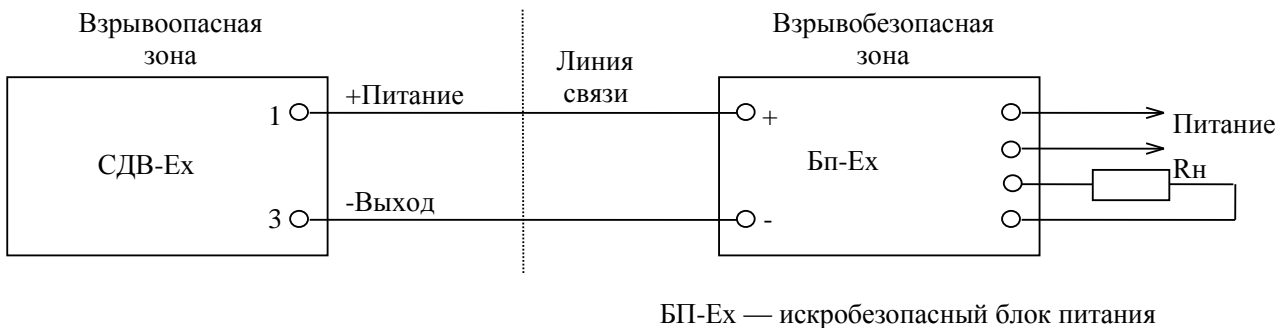 Взрывоопасная
зона
Взрывобезопасная
зона
Линия
связи
1
+Питание
+
Питание
СДВ-Ех
Бп-Ех
Rн
3
-Выход
-
БП-Ех — искробезопасный блок питания